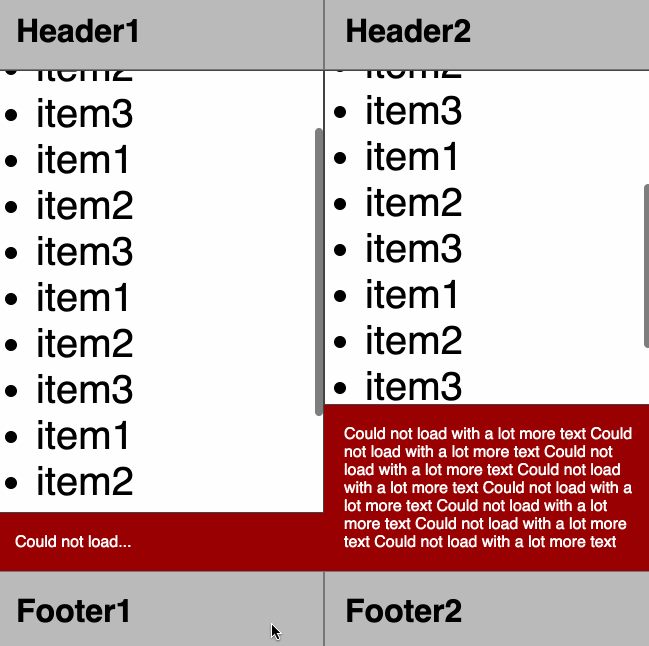 Header1
item2
item3
item1
item2
item3
item1
item2
item3
item1
item2
Could not load...
Footer1
Header2
item2
item3
item1
item2
item3
item1
item2
item3
Could not load with a lot more text Could
not load with a lot more text Could not
load with a lot more text Could not load
with a lot more text Could not load with a
lot more text Could not load with a lot
more text Could not load with a lot more
text Could not load with a lot more text
Footer2